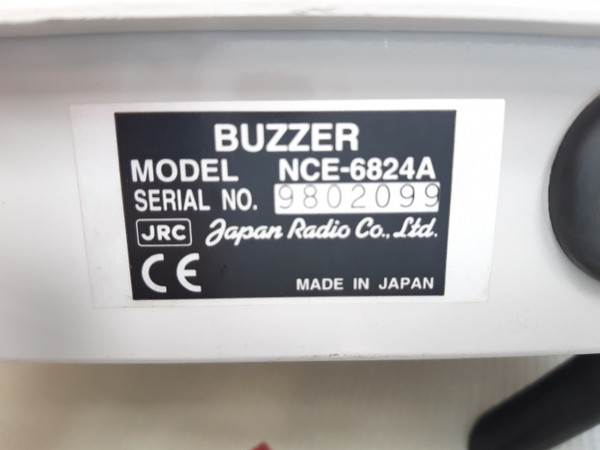 BUZZER
MODEL NCE-6824A
SERIAL NO. 9802099
JRC Japan Radio Co., Ltd.
CE MADE IN JAPAN